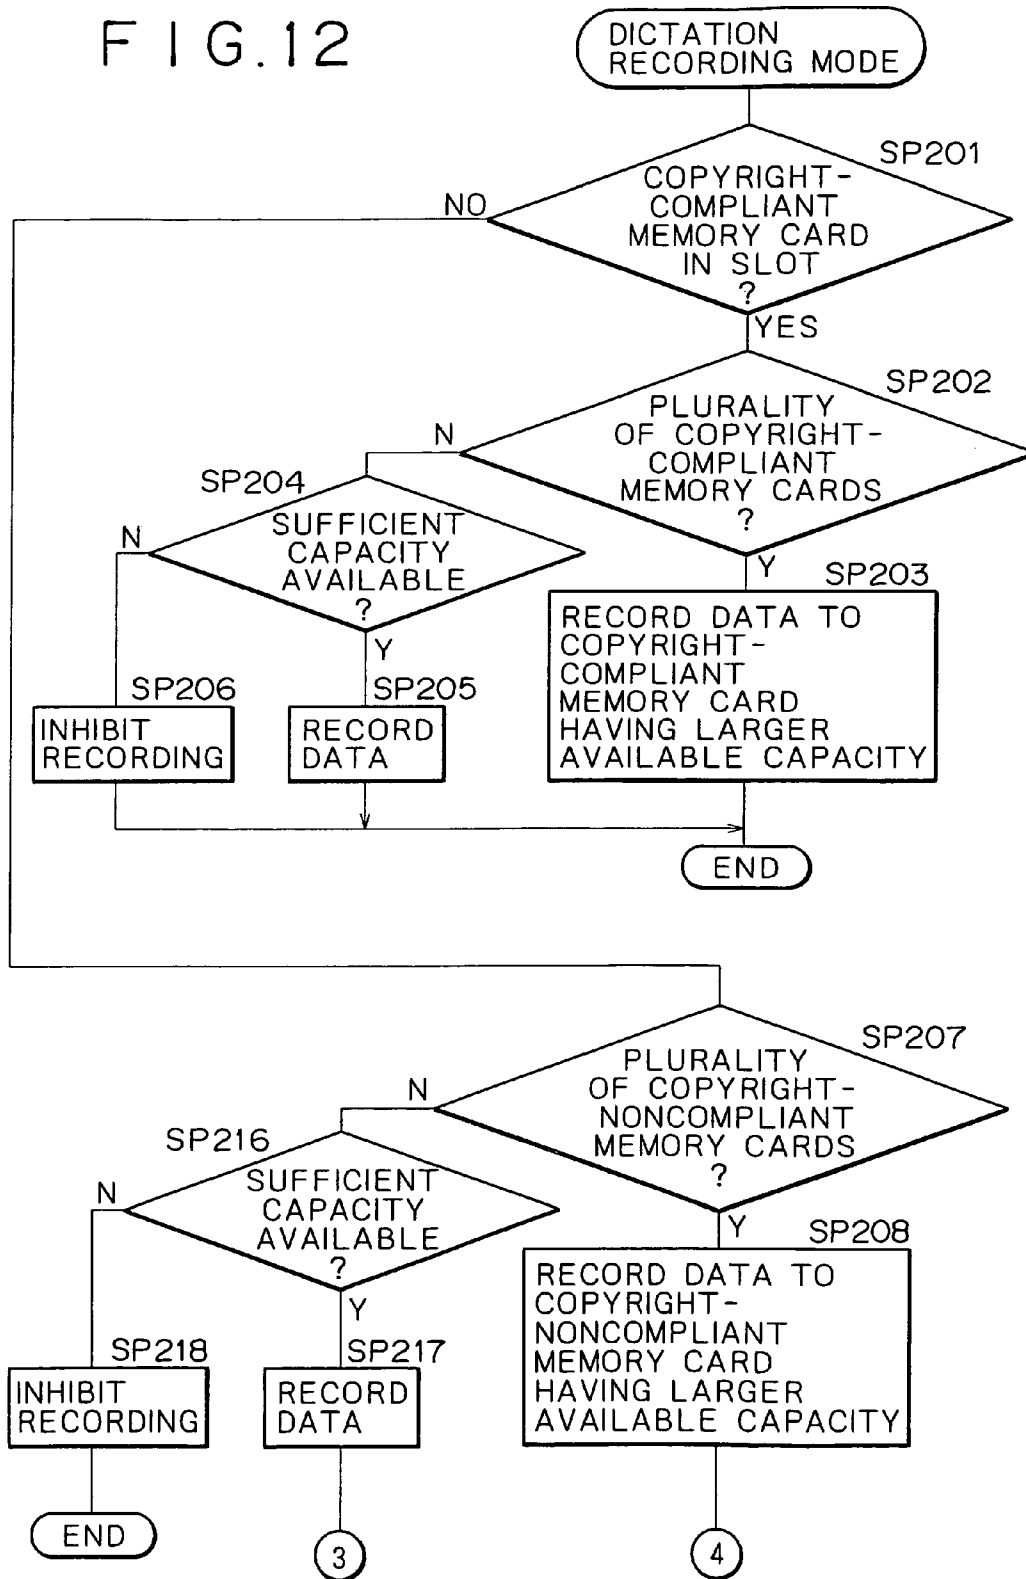 FIG.12
DICTATION
RECORDING MODE
SP201
COPYRIGHT-
COMPLIANT
MEMORY CARD
IN SLOT
?
NO
YES
SP202
PLURALITY
OF COPYRIGHT-
COMPLIANT
MEMORY CARDS
?
N
Y
SP204
SUFFICIENT
CAPACITY
AVAILABLE
?
N
Y
SP203
RECORD DATA TO
COPYRIGHT-
COMPLIANT
MEMORY CARD
HAVING LARGER
AVAILABLE CAPACITY
SP206
INHIBIT
RECORDING
SP205
RECORD
DATA
END
SP207
PLURALITY
OF COPYRIGHT-
NONCOMPLIANT
MEMORY CARDS
?
N
Y
SP216
SUFFICIENT
CAPACITY
AVAILABLE
?
N
Y
SP208
RECORD DATA TO
COPYRIGHT-
NONCOMPLIANT
MEMORY CARD
HAVING LARGER
AVAILABLE CAPACITY
SP218
INHIBIT
RECORDING
SP217
RECORD
DATA
END
3
4